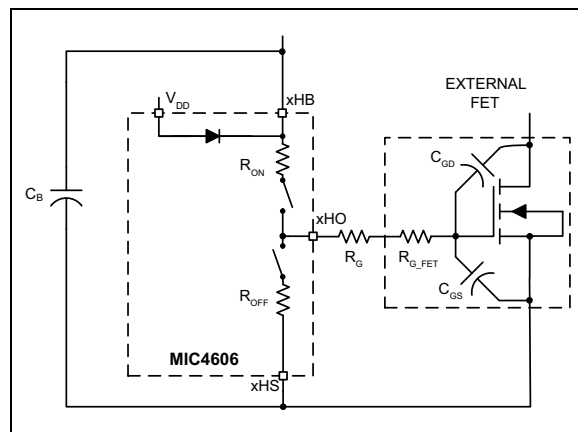 EXTERNAL
FET
V_DD
xHB
C_GD
R_ON
C_B
xHO
R_G
R_G_FET
C_GS
R_OFF
MIC4606
xHS